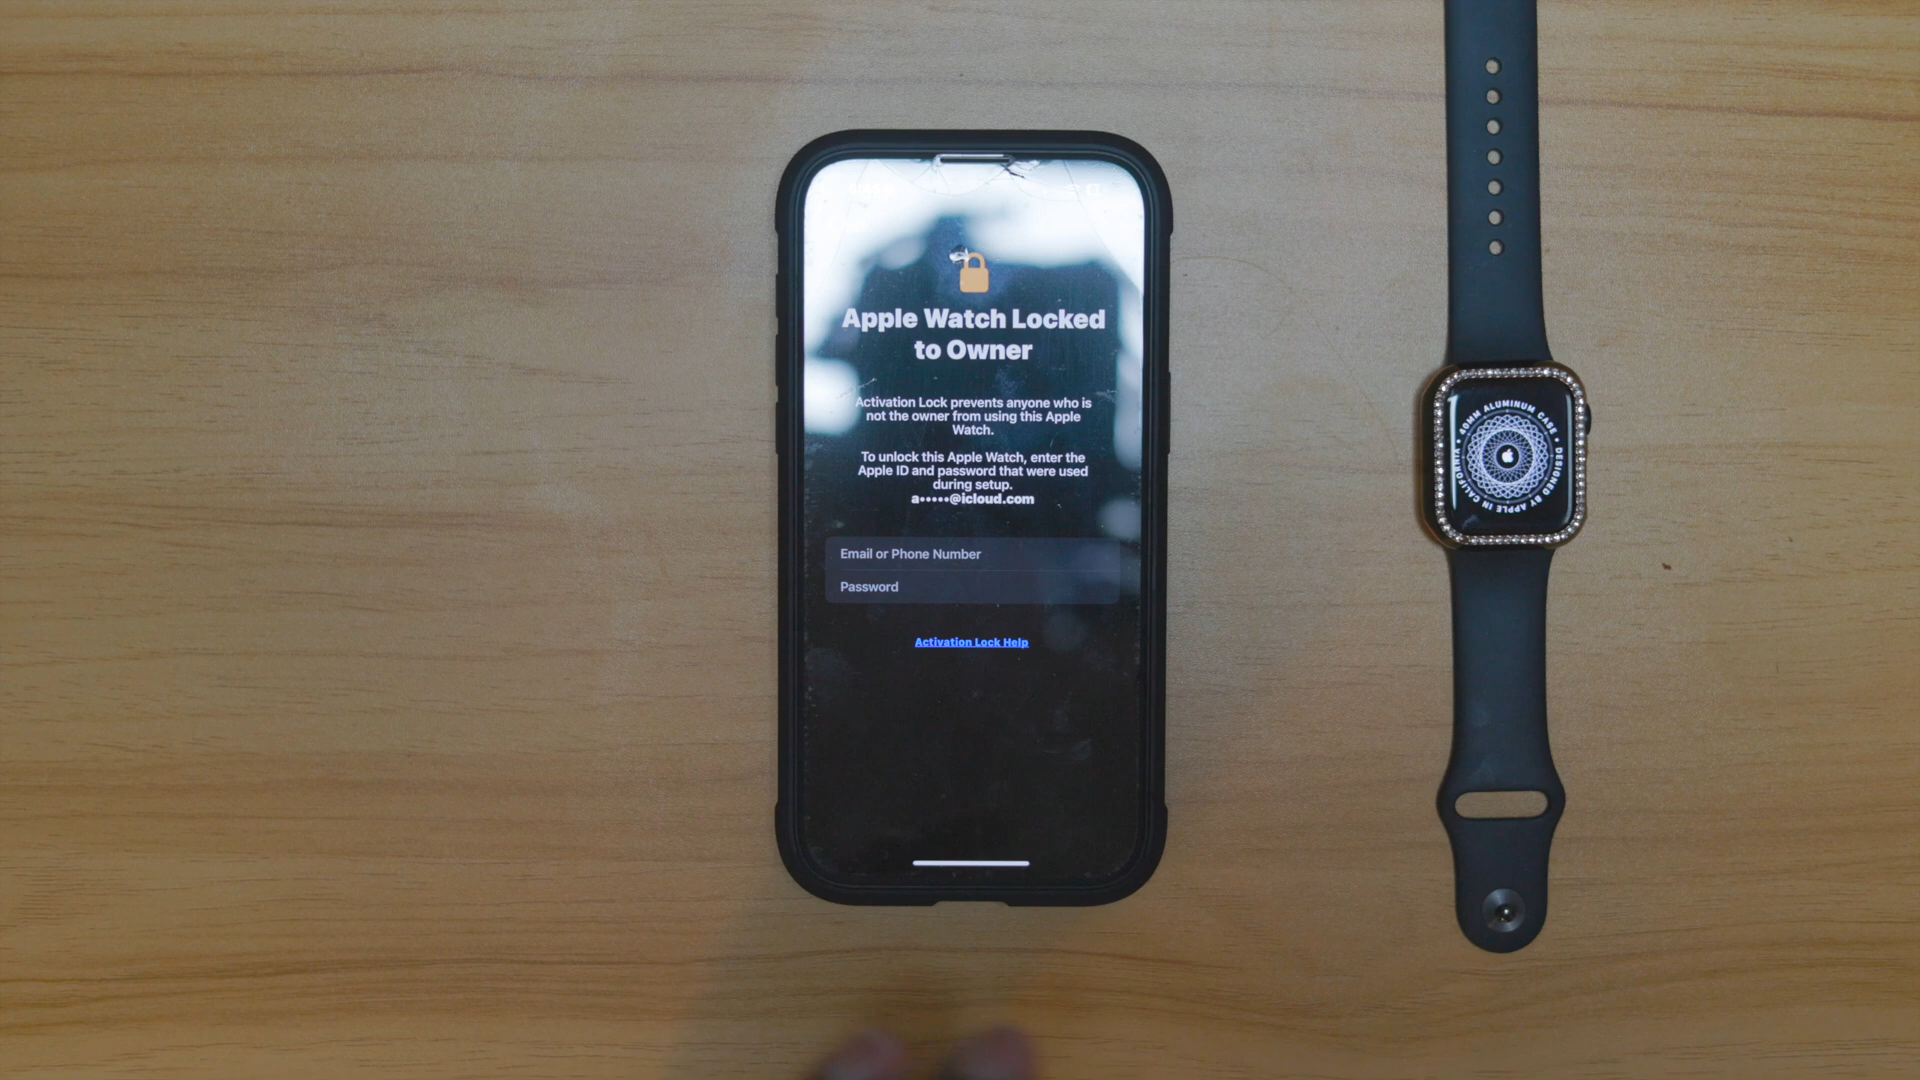 Apple Watch Locked
to Owner
Activation Lock prevents anyone who is
not the owner from using this Apple
Watch.
To unlock this Apple Watch, enter the
Apple ID and password that were used
during setup.
a•••••@icloud.com
Email or Phone Number
Password
Activation Lock Help
40MM ALUMINUM CASE • DESIGNED BY APPLE IN CALIFORNIA •